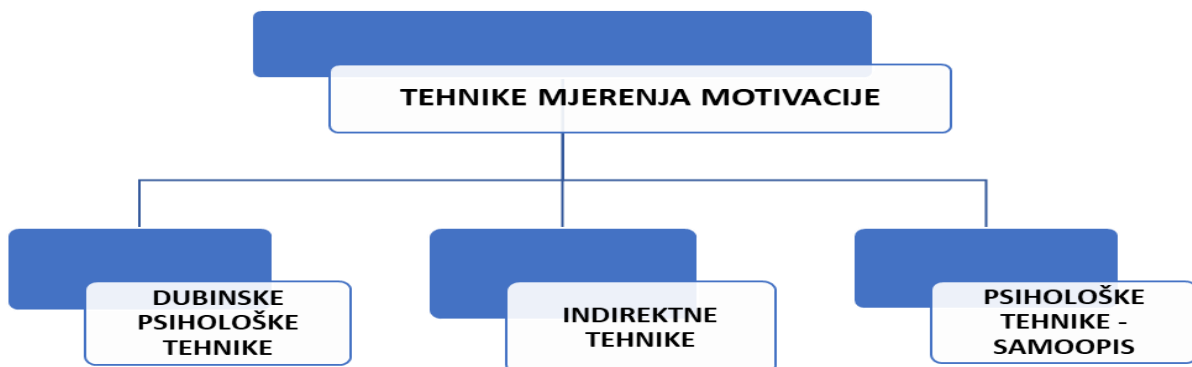 TEHNIKE MJERENJA MOTIVACIJE
DUBINSKE
PSIHOLOŠKE
TEHNIKE
INDIREKTNE
TEHNIKE
PSIHOLOŠKE
TEHNIKE -
SAMOOPIS